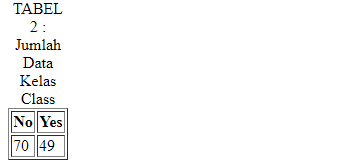 TABEL
2 :
Jumlah
Data
Kelas
Class
No Yes
70 49